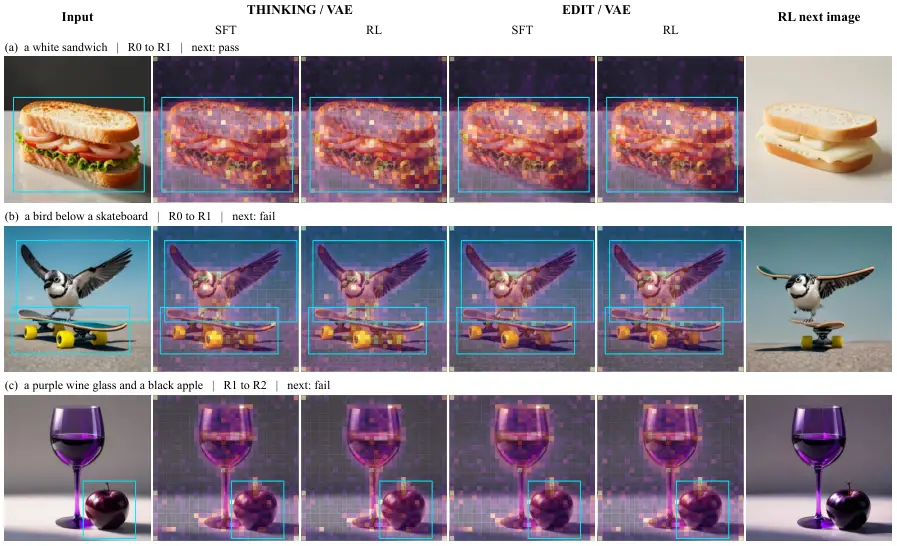 Input THINKING / VAE EDIT / VAE RL next image
SFT RL SFT RL
(a) a white sandwich | R0 to R1 | next: pass
(b) a bird below a skateboard | R0 to R1 | next: fail
(c) a purple wine glass and a black apple | R1 to R2 | next: fail